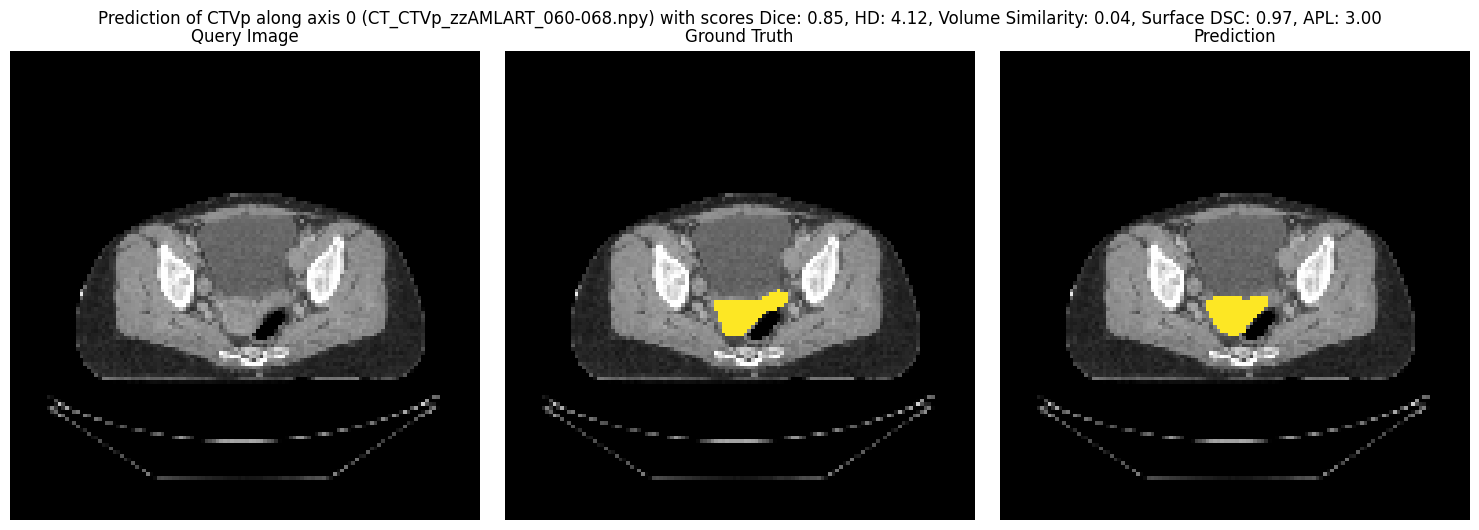 Prediction of CTVp along axis 0 (CT_CTVp_zzAMLART_060-068.npy) with scores Dice: 0.85, HD: 4.12, Volume Similarity: 0.04, Surface DSC: 0.97, APL: 3.00
Query Image
Ground Truth
Prediction